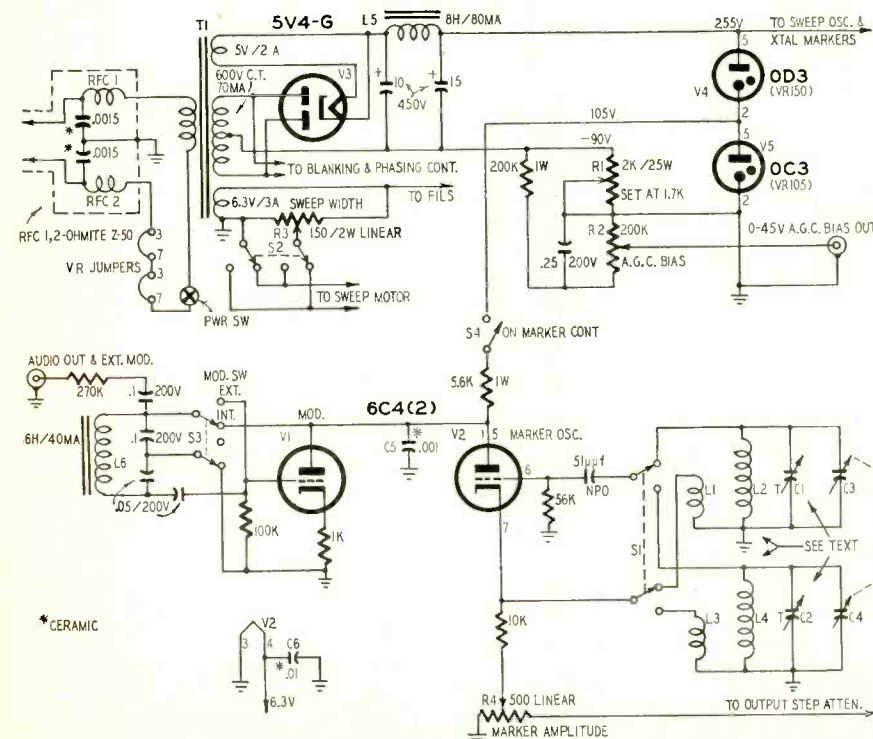 5V4-G
L5
8H/80MA
T1
5V/2 A
600V C.T.
70MA
V3
+
10
+
15
450V
255V
TO SWEEP OSC. &
XTAL MARKERS
5
V4
OD3
(VR150)
2
105V
5
V5
OC3
(VR105)
2
-90V
RFC 1
* .0015
* .0015
RFC 2
RFC 1,2-OHMITE Z-50
3
7
3
7
VR JUMPERS
PWR SW
TO BLANKING & PHASING CONT.
6.3V/3A
SWEEP WIDTH
TO FILS
R3
150/2W LINEAR
S2
TO SWEEP MOTOR
200K
1W
R1
2K/25W
SET AT 1.7K
R2
200K
A.G.C. BIAS
.25
200V
0-45V A.G.C. BIAS OUT
S4
ON MARKER CONT
5.6K
1W
AUDIO OUT & EXT. MOD.
270K
.1
200V
MOD. SW
EXT.
INT.
.1
200V
S3
6H/40MA
L6
.05/200V
MOD.
V1
100K
1K
6C4(2)
C5
*
.001
V2
1,5
MARKER OSC.
6
7
56K
51µµf
NPO
S1
L1
L2
T
C1
C3
SEE TEXT
L3
L4
T
C2
C4
10K
R4
500 LINEAR
MARKER AMPLITUDE
TO OUTPUT STEP ATTEN.
*CERAMIC
V2
3
4
C6
*
.01
6.3V